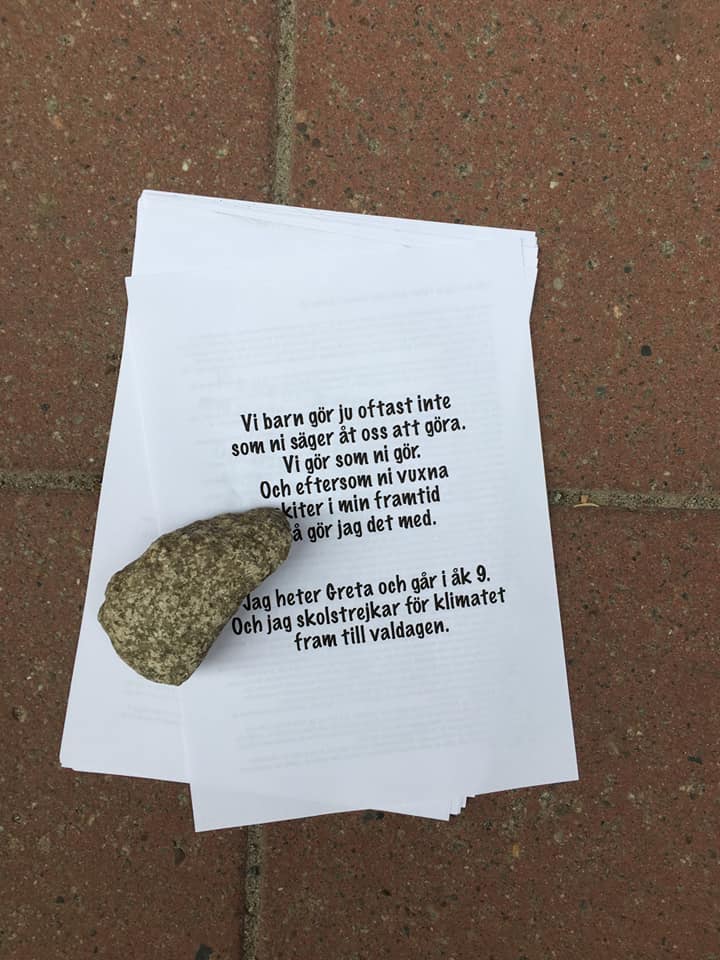 Vi barn gör ju oftast inte
som ni säger åt oss att göra.
Vi gör som ni gör.
Och eftersom ni vuxna
kiter i min framtid
å gör jag det med.
Jag heter Greta och går i åk 9.
Och jag skolstrejkar för klimatet
fram till valdagen.